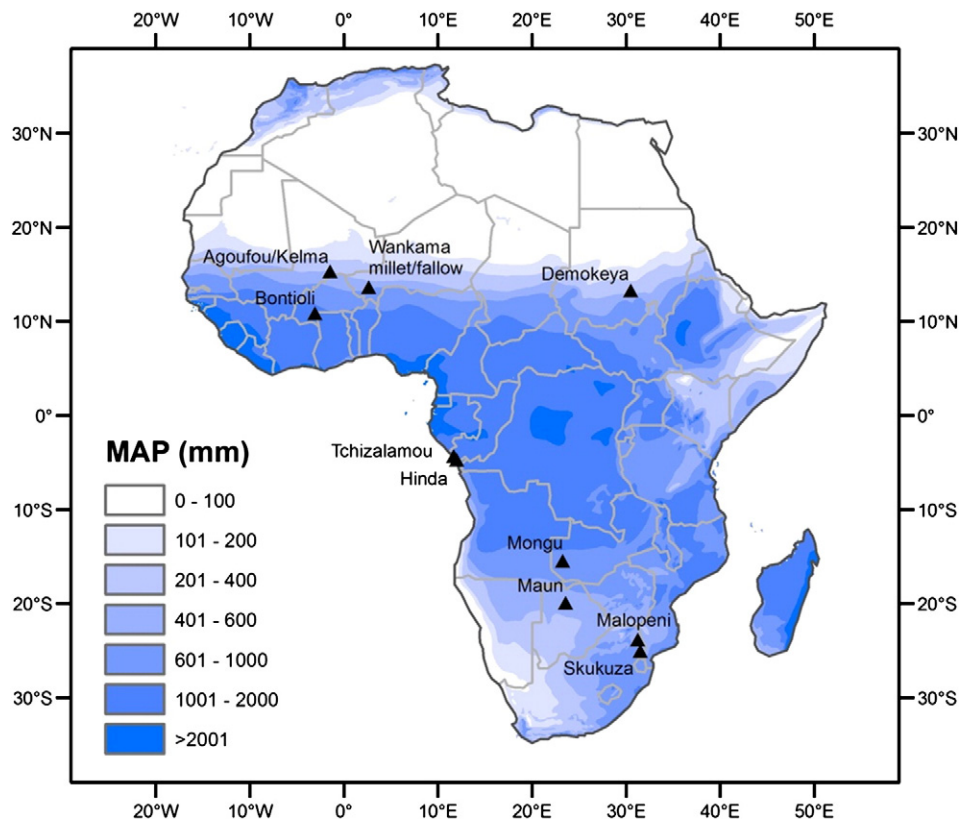 20°W 10°W 0° 10°E 20°E 30°E 40°E 50°E
30°N 30°N
20°N 20°N
Agoufou/Kelma
Wankama
millet/fallow
Demokeya
Bontioli
10°N 10°N
0° 0°
Tchizalamou
Hinda
MAP (mm)
0 - 100
101 - 200
201 - 400
401 - 600
601 - 1000
1001 - 2000
>2001
10°S 10°S
Mongu
Maun
20°S 20°S
Malopeni
Skukuza
30°S 30°S
20°W 10°W 0° 10°E 20°E 30°E 40°E 50°E